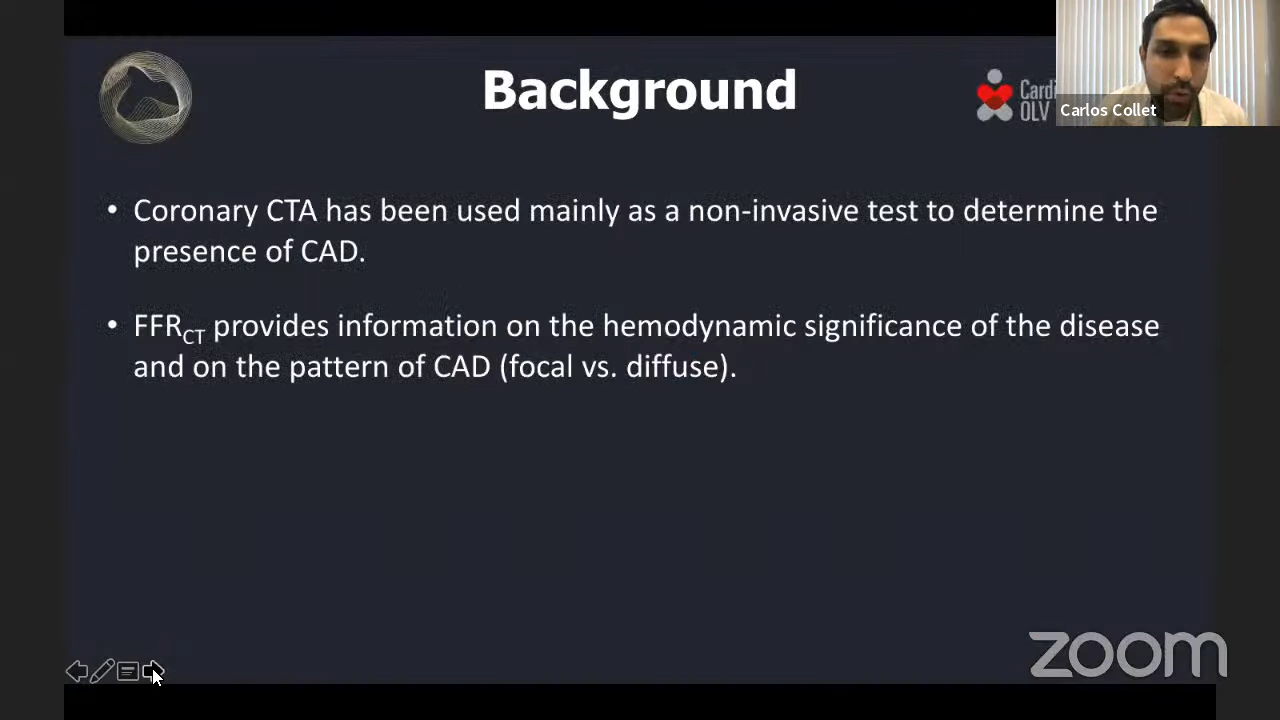 Background
Cardi
OLV
Carlos Collet
• Coronary CTA has been used mainly as a non-invasive test to determine the
presence of CAD.
• FFRCT provides information on the hemodynamic significance of the disease
and on the pattern of CAD (focal vs. diffuse).
zoom